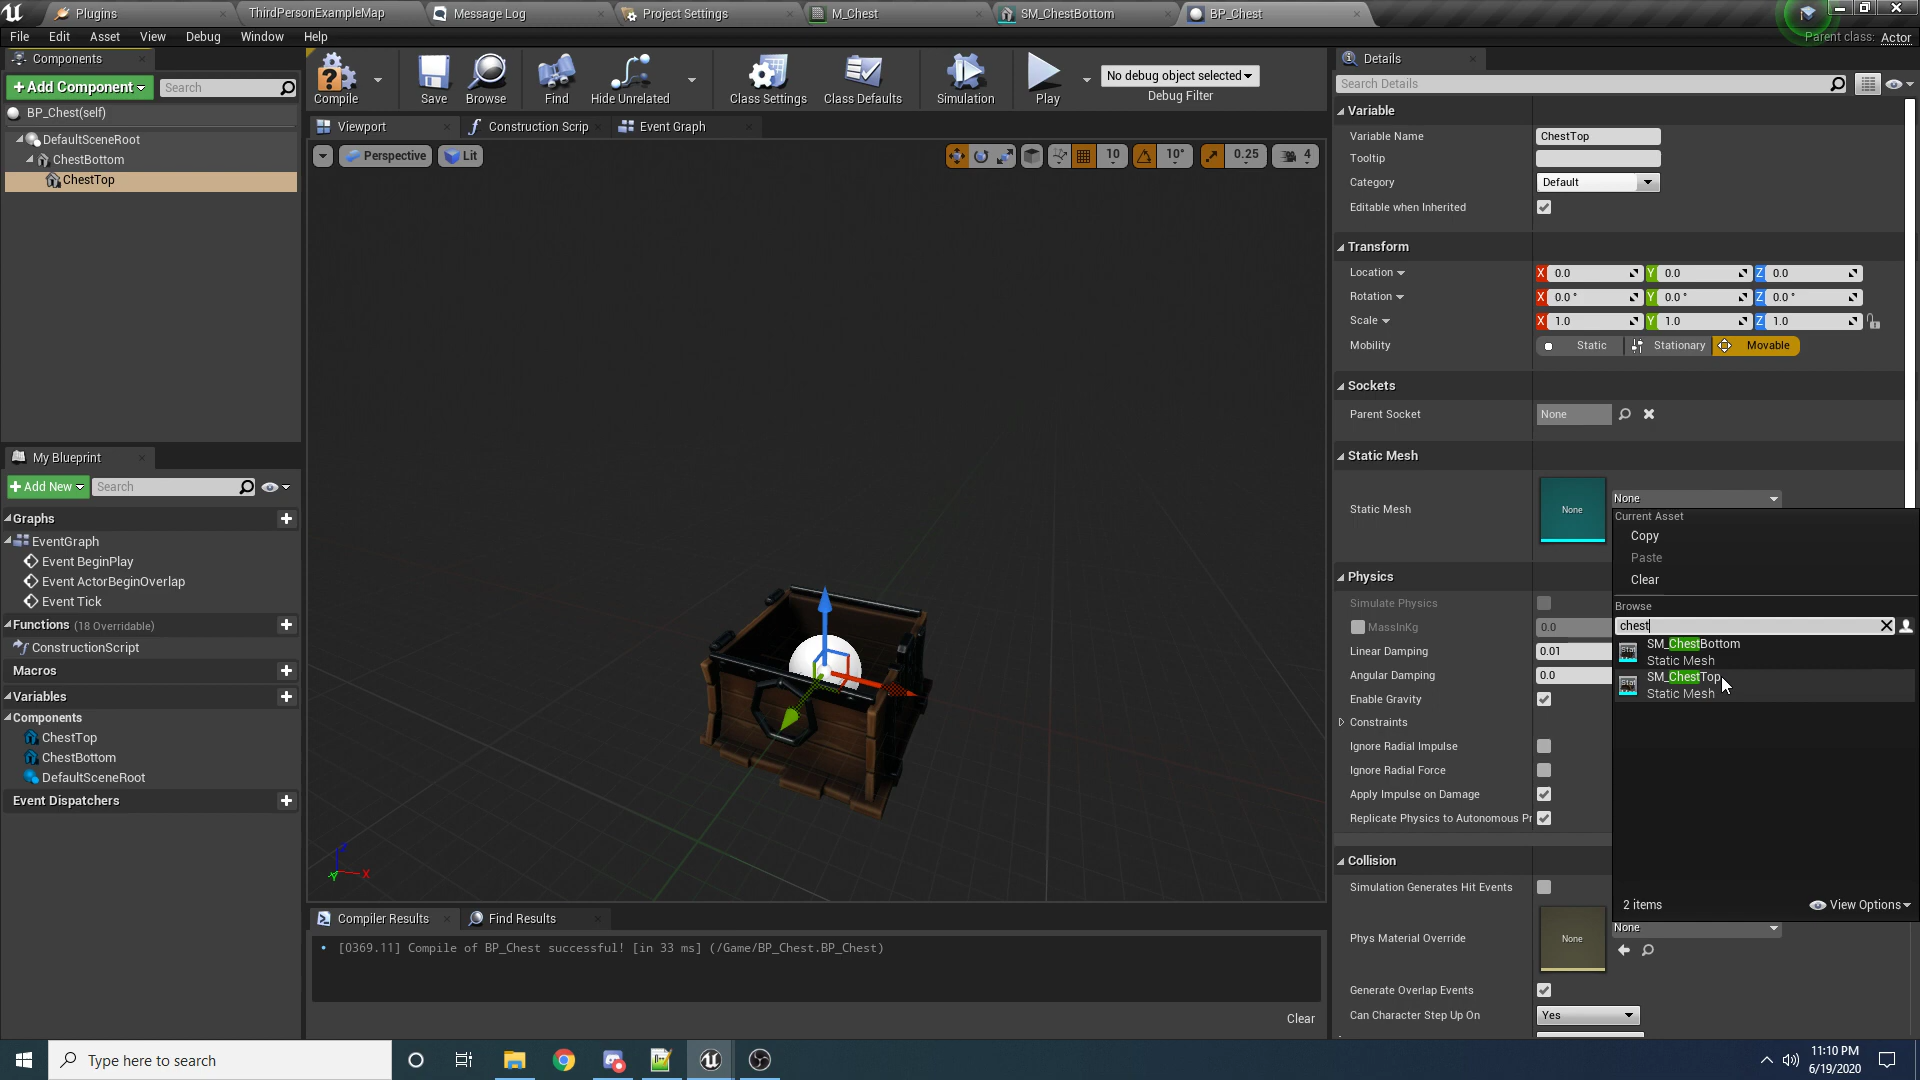 Plugins
ThirdPersonExampleMap
Message Log
Project Settings
M_Chest
SM_ChestBottom
BP_Chest
File Edit Asset View Debug Window Help
Parent class: Actor
Components
+Add Component
Search
BP_Chest(self)
DefaultSceneRoot
ChestBottom
ChestTop
Compile
Save
Browse
Find
Hide Unrelated
Class Settings
Class Defaults
Simulation
Play
No debug object selected
Debug Filter
Viewport
Construction Scrip
Event Graph
Perspective
Lit
10
10°
0.25
4
X
My Blueprint
+Add New
Search
Graphs
EventGraph
Event BeginPlay
Event ActorBeginOverlap
Event Tick
Functions (18 Overridable)
ConstructionScript
Macros
Variables
Components
ChestTop
ChestBottom
DefaultSceneRoot
Event Dispatchers
Compiler Results
Find Results
• [0369.11] Compile of BP_Chest successful! [in 33 ms] (/Game/BP_Chest.BP_Chest)
Clear
Details
Search Details
Variable
Variable Name ChestTop
Tooltip
Category Default
Editable when Inherited
Transform
Location X 0.0 Y 0.0 Z 0.0
Rotation X 0.0 ° Y 0.0 ° Z 0.0 °
Scale X 1.0 Y 1.0 Z 1.0
Mobility Static Stationary Movable
Sockets
Parent Socket None
Static Mesh
Static Mesh None None
Current Asset
Copy
Paste
Clear
Browse
chest
SM_ChestBottom
Static Mesh
SM_ChestTop
Static Mesh
2 items
View Options
Physics
Simulate Physics
MassInKg 0.0
Linear Damping 0.01
Angular Damping 0.0
Enable Gravity
Constraints
Ignore Radial Impulse
Ignore Radial Force
Apply Impulse on Damage
Replicate Physics to Autonomous Pr
Collision
Simulation Generates Hit Events
Phys Material Override None None
Generate Overlap Events
Can Character Step Up On Yes
Type here to search
11:10 PM
6/19/2020